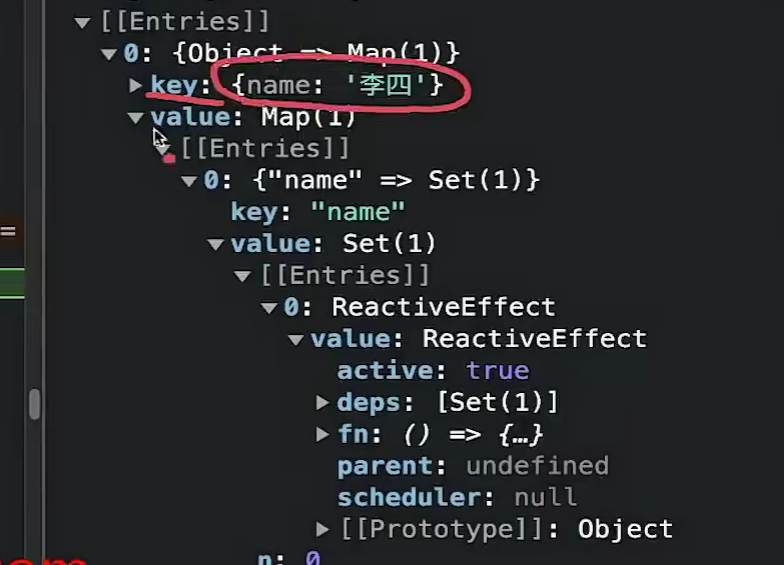 [[Entries]]
0: {Object => Map(1)}
key: {name: '李四'}
value: Map(1)
[[Entries]]
0: {"name" => Set(1)}
key: "name"
=
value: Set(1)
[[Entries]]
0: ReactiveEffect
value: ReactiveEffect
active: true
deps: [Set(1)]
fn: () => {…}
parent: undefined
scheduler: null
[[Prototype]]: Object
n: 0